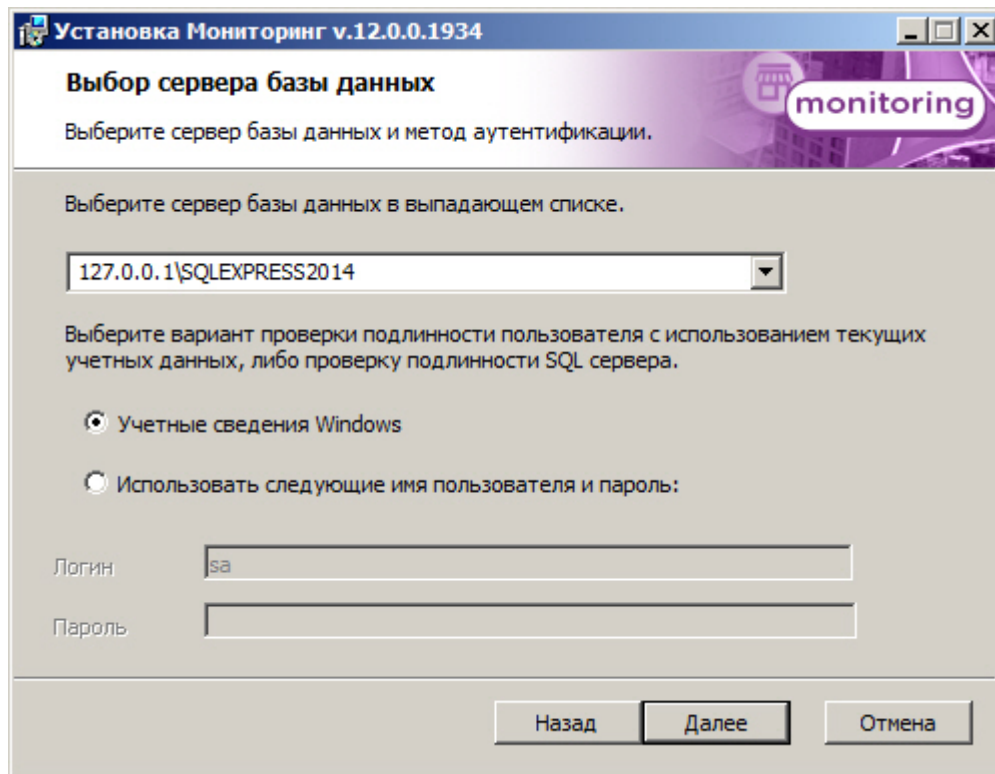 Установка Мониторинг v.12.0.0.1934
Выбор сервера базы данных
monitoring
Выберите сервер базы данных и метод аутентификации.
Выберите сервер базы данных в выпадающем списке.
127.0.0.1\SQLEXPRESS2014
Выберите вариант проверки подлинности пользователя с использованием текущих
учетных данных, либо проверку подлинности SQL сервера.
Учетные сведения Windows
Использовать следующие имя пользователя и пароль:
Логин sa
Пароль
Назад Далее Отмена